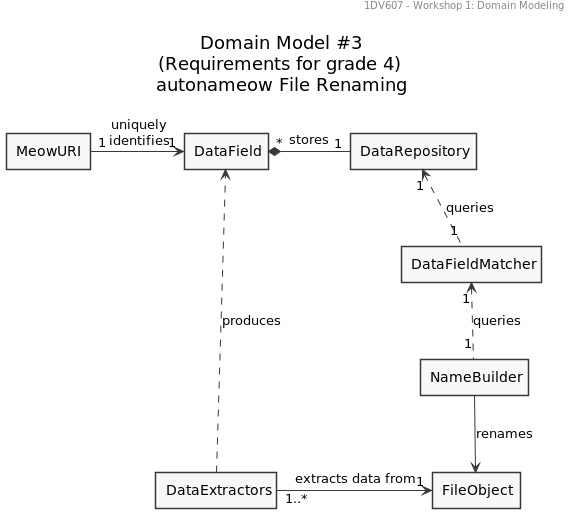 1DV607 - Workshop 1: Domain Modeling
Domain Model #3
(Requirements for grade 4)
autonameow File Renaming
uniquely
identifies
1
1
MeowURI
DataField
*
stores
1
DataRepository
1
queries
1
DataFieldMatcher
1
queries
1
produces
NameBuilder
renames
DataExtractors
extracts data from
1..*
1
FileObject